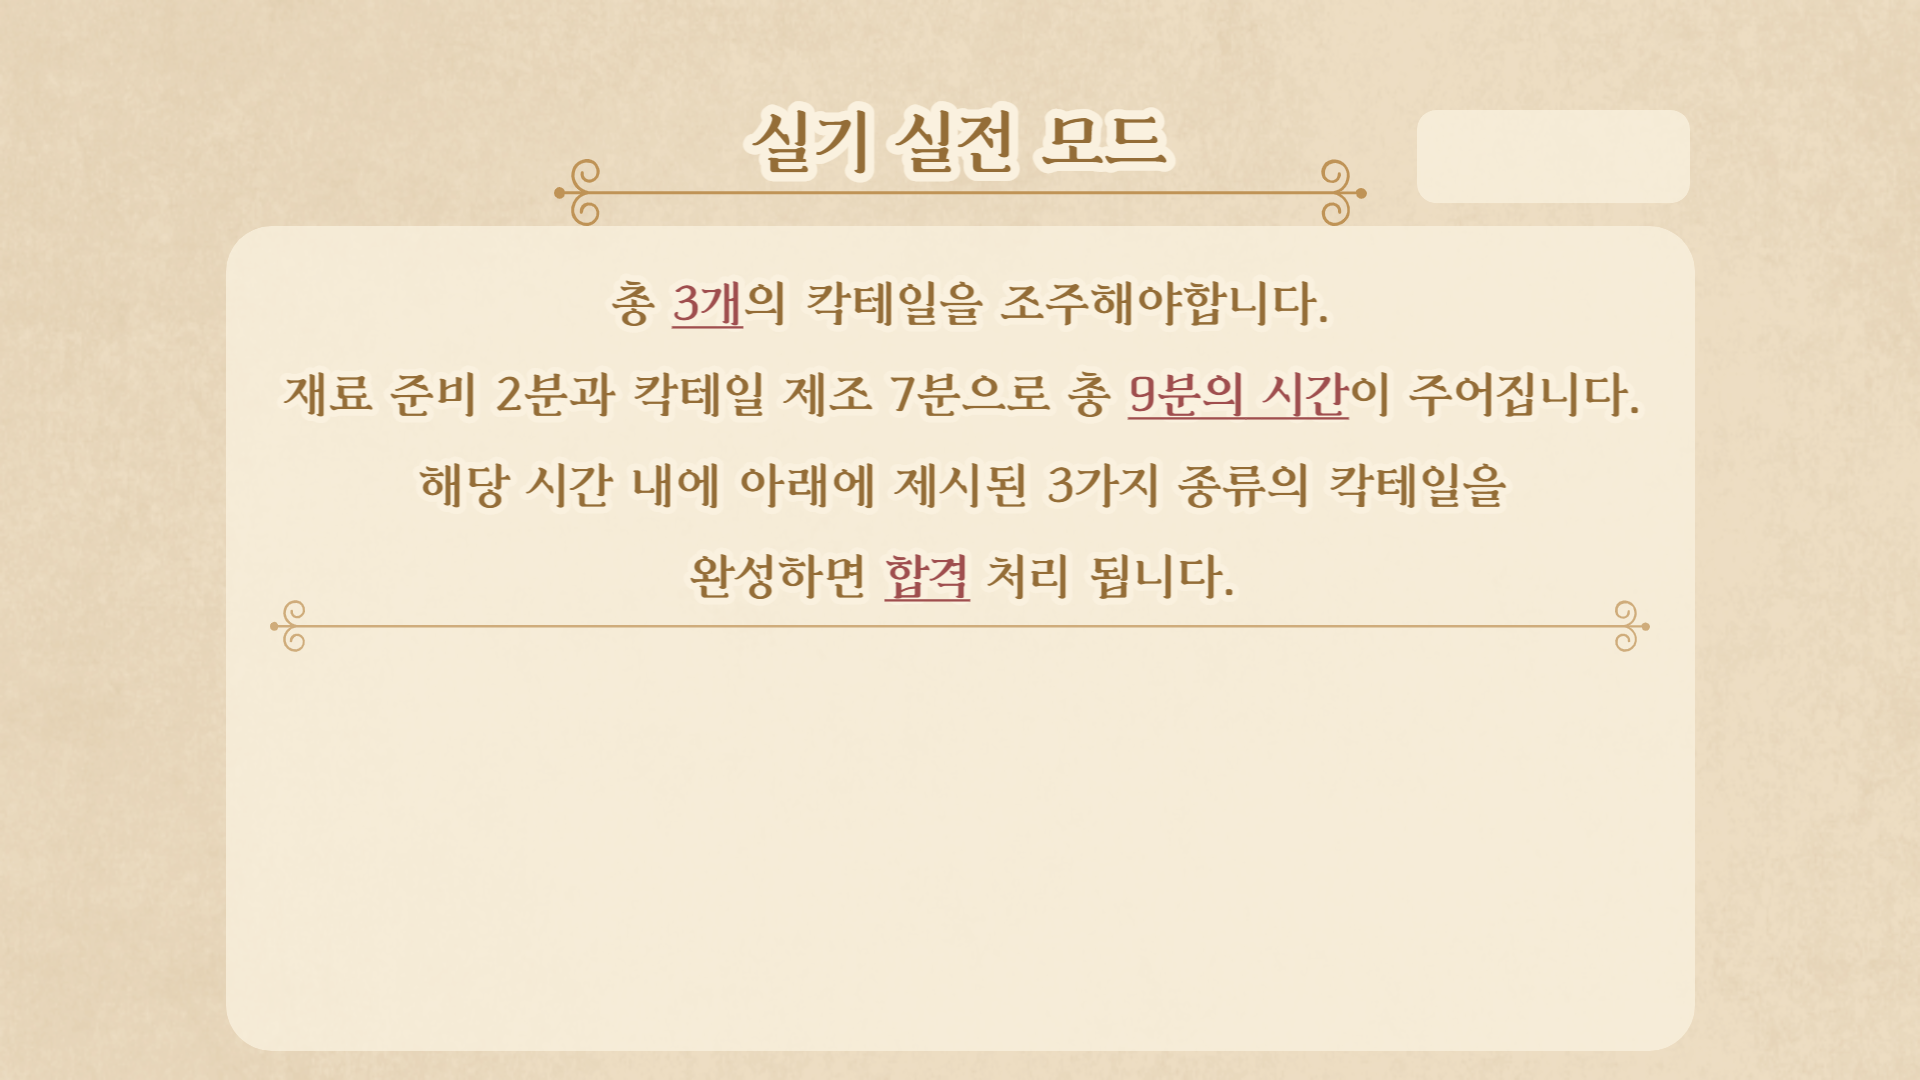 실기 실전 모드
총 3개의 칵테일을 조주해야합니다.
재료 준비 2분과 칵테일 제조 7분으로 총 9분의 시간이 주어집니다.
해당 시간 내에 아래에 제시된 3가지 종류의 칵테일을
완성하면 합격 처리 됩니다.